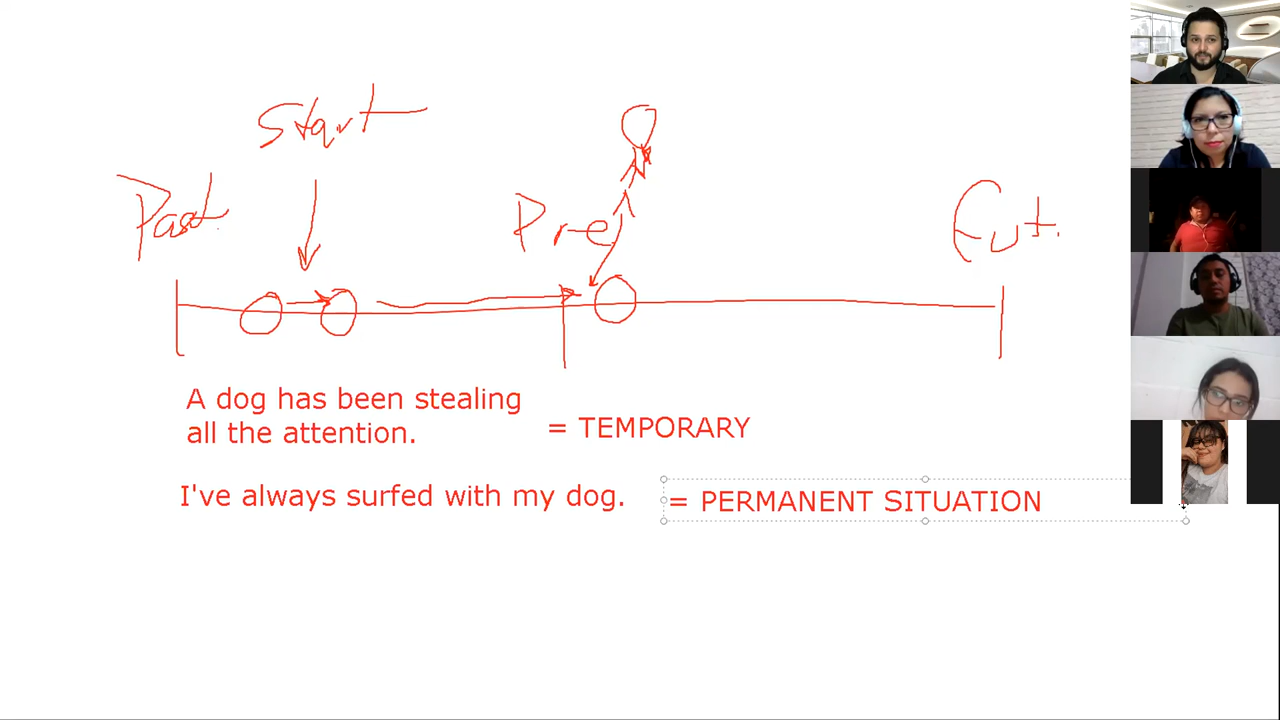 Start
Past
Pre
Fut.
A dog has been stealing
all the attention.
= TEMPORARY
I've always surfed with my dog.
= PERMANENT SITUATION